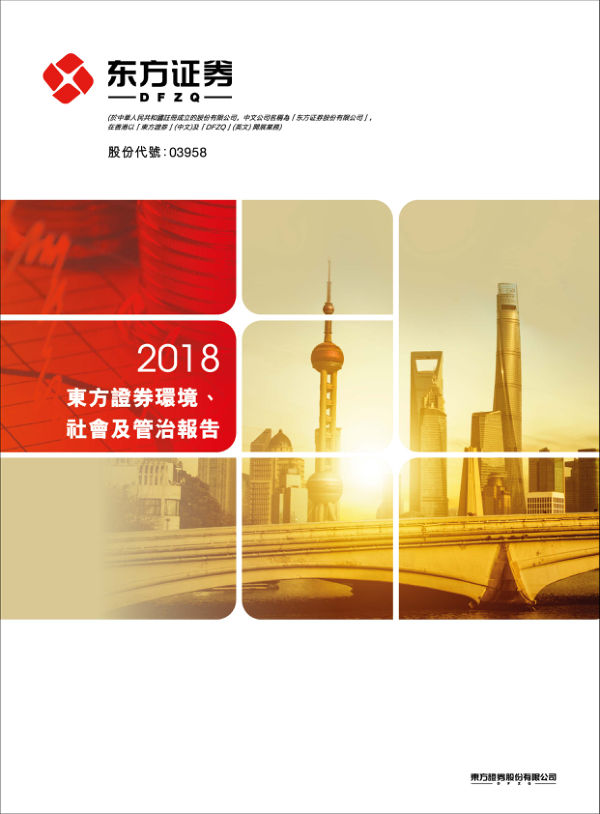 东方证券
DFZQ
(於中華人民共和國註冊成立的股份有限公司，中文公司名稱為「东方证券股份有限公司」，
在香港以「東方證券」(中文)及「DFZQ」(英文) 開展業務)
股份代號：03958
2018
東方證券環境、
社會及管治報告
東方證券股份有限公司
DFZQ